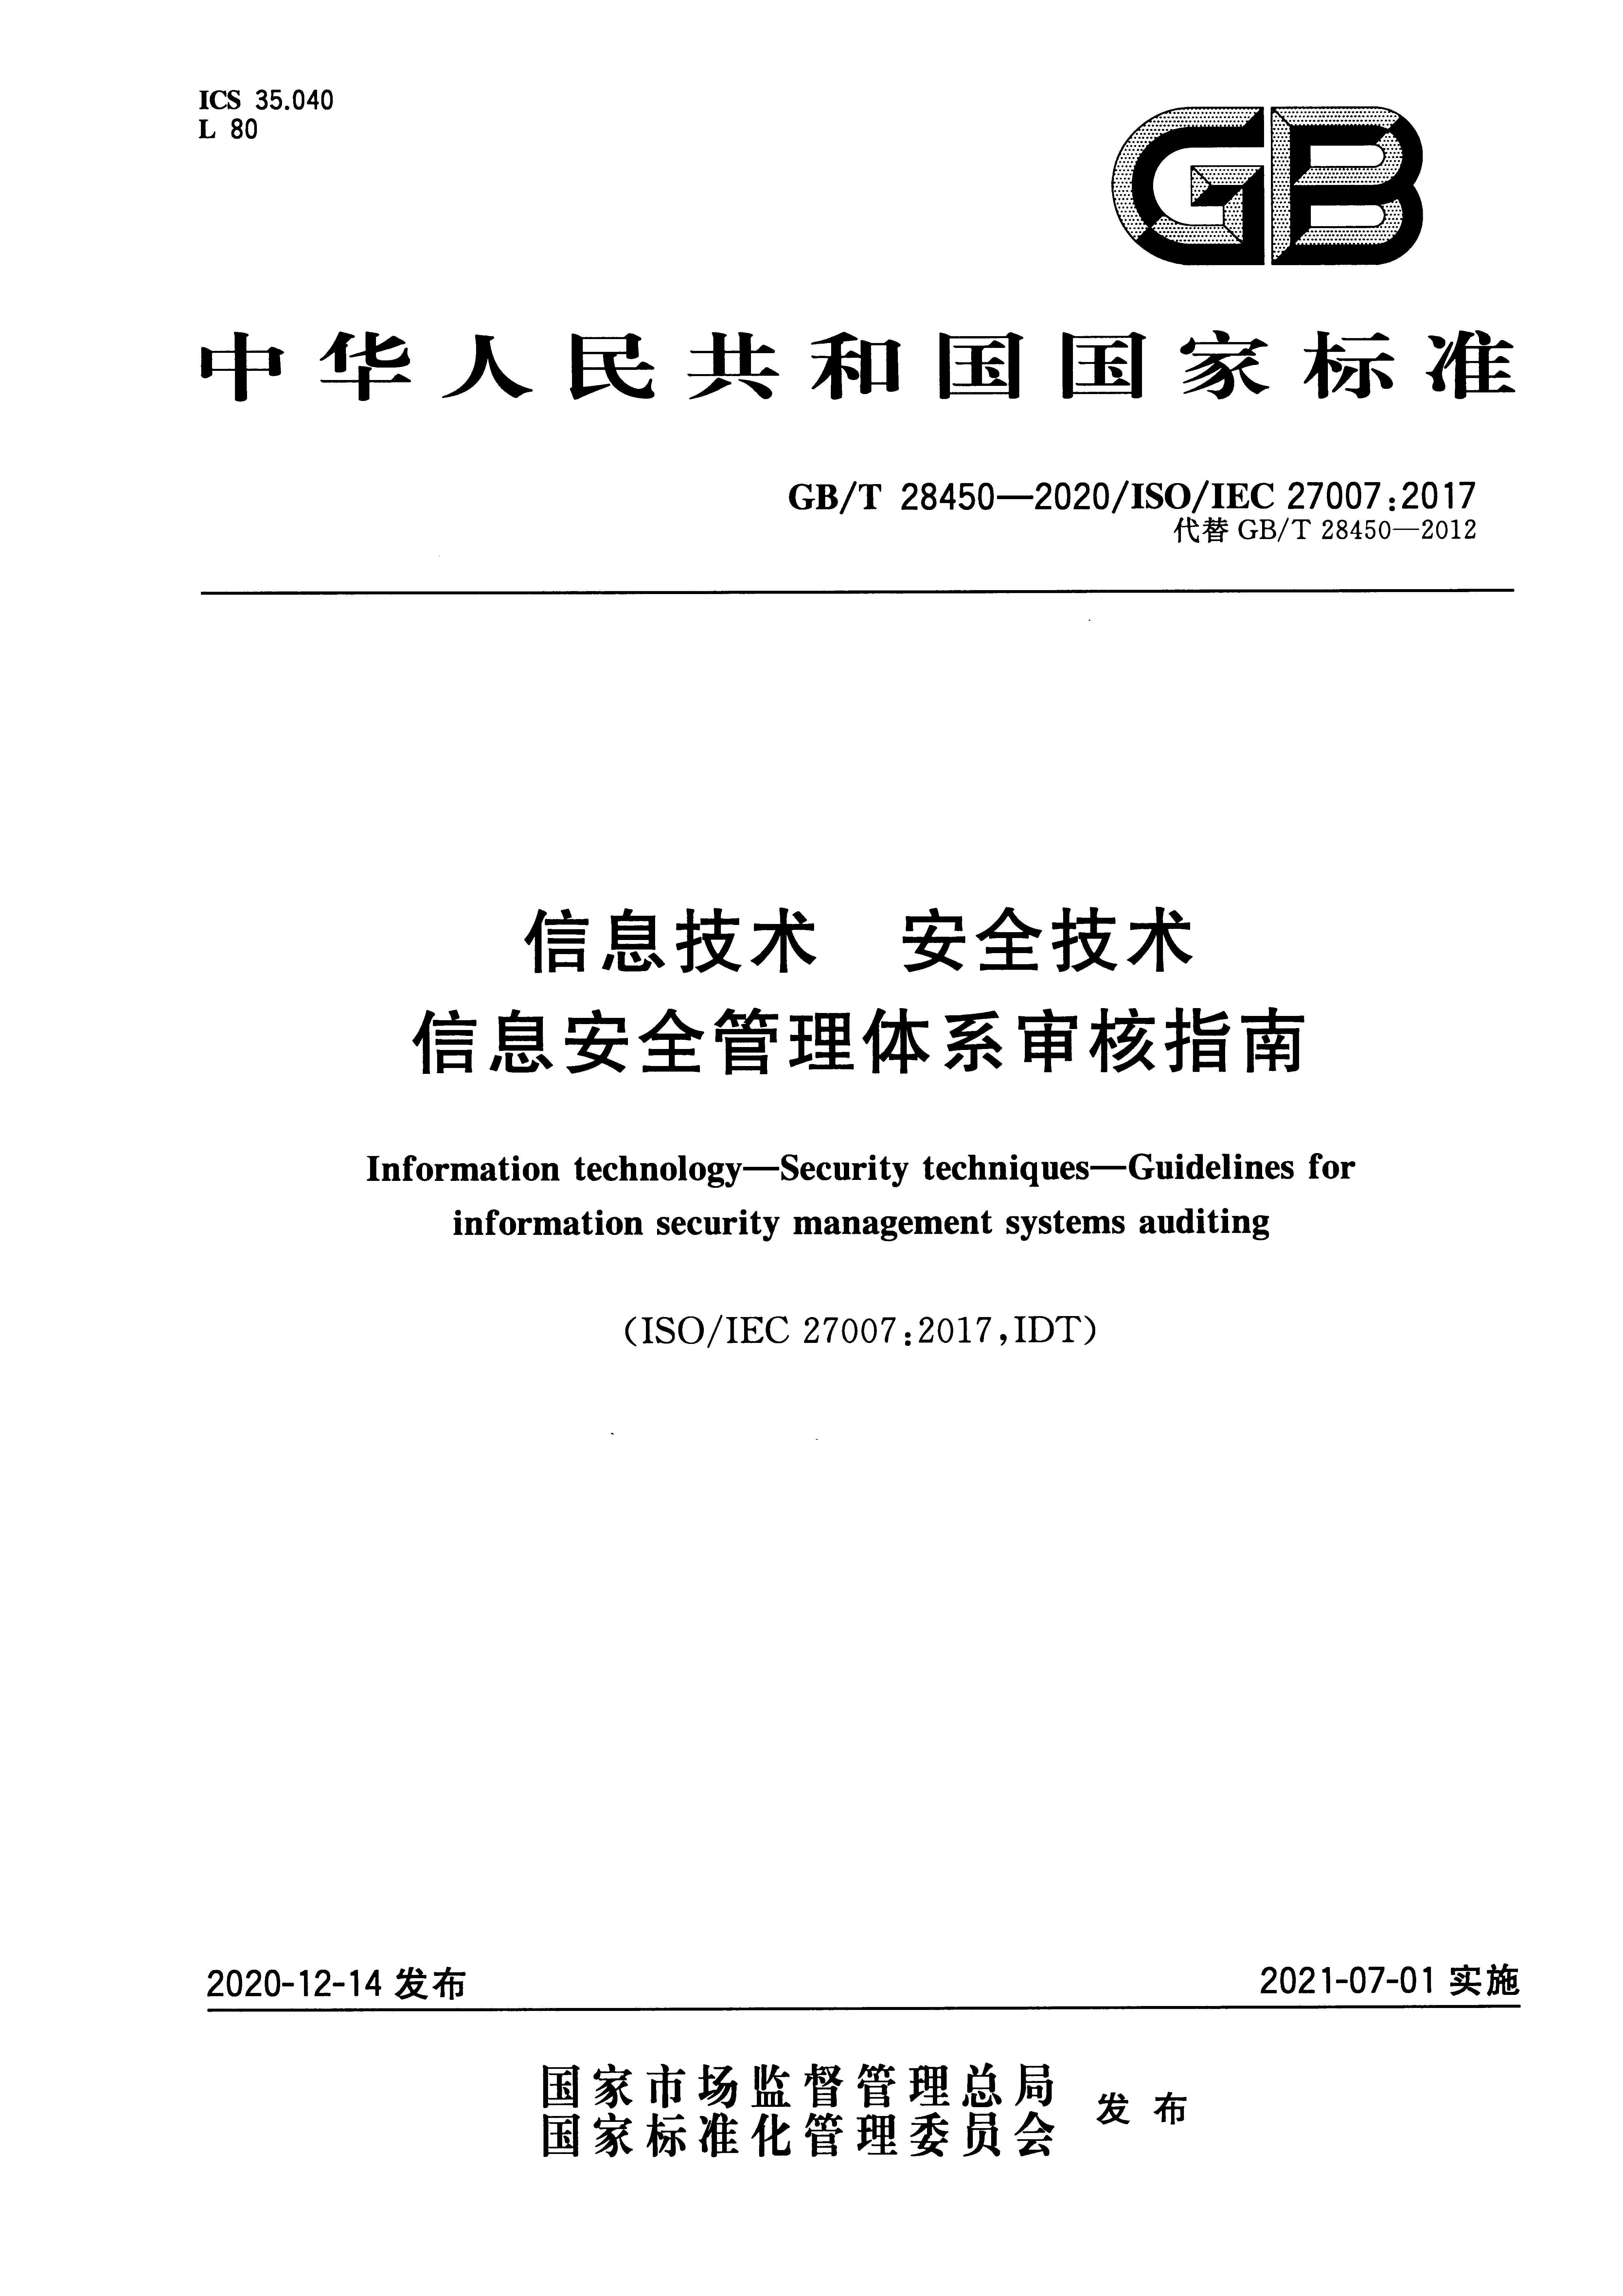 ICS 35.040
L 80
GB
中华人民共和国国家标准
GB/T 28450—2020/ISO/IEC 27007:2017
代替 GB/T 28450—2012
信息技术 安全技术
信息安全管理体系审核指南
Information technology—Security techniques—Guidelines for
information security management systems auditing
(ISO/IEC 27007:2017,IDT)
2020-12-14 发布
2021-07-01 实施
国家市场监督管理总局
国家标准化管理委员会
发布